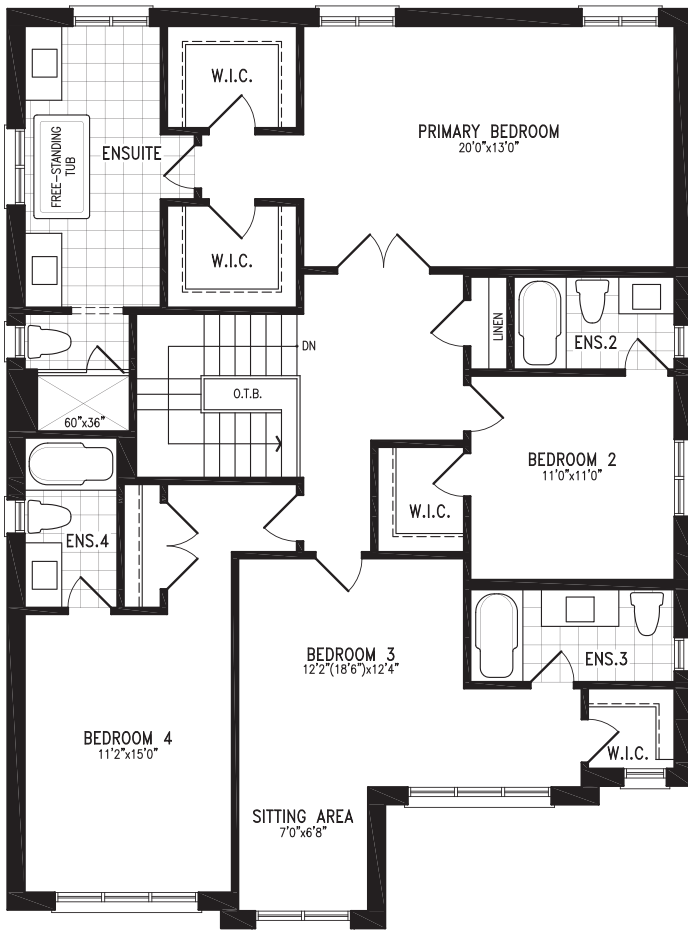 W.I.C.
PRIMARY BEDROOM
20'0"x13'0"
FREE-STANDING
TUB
ENSUITE
W.I.C.
LINEN
ENS.2
DN
O.T.B.
60"x36"
BEDROOM 2
11'0"x11'0"
W.I.C.
ENS.4
BEDROOM 3
12'2"(18'6")x12'4"
ENS.3
BEDROOM 4
11'2"x15'0"
W.I.C.
SITTING AREA
7'0"x6'8"